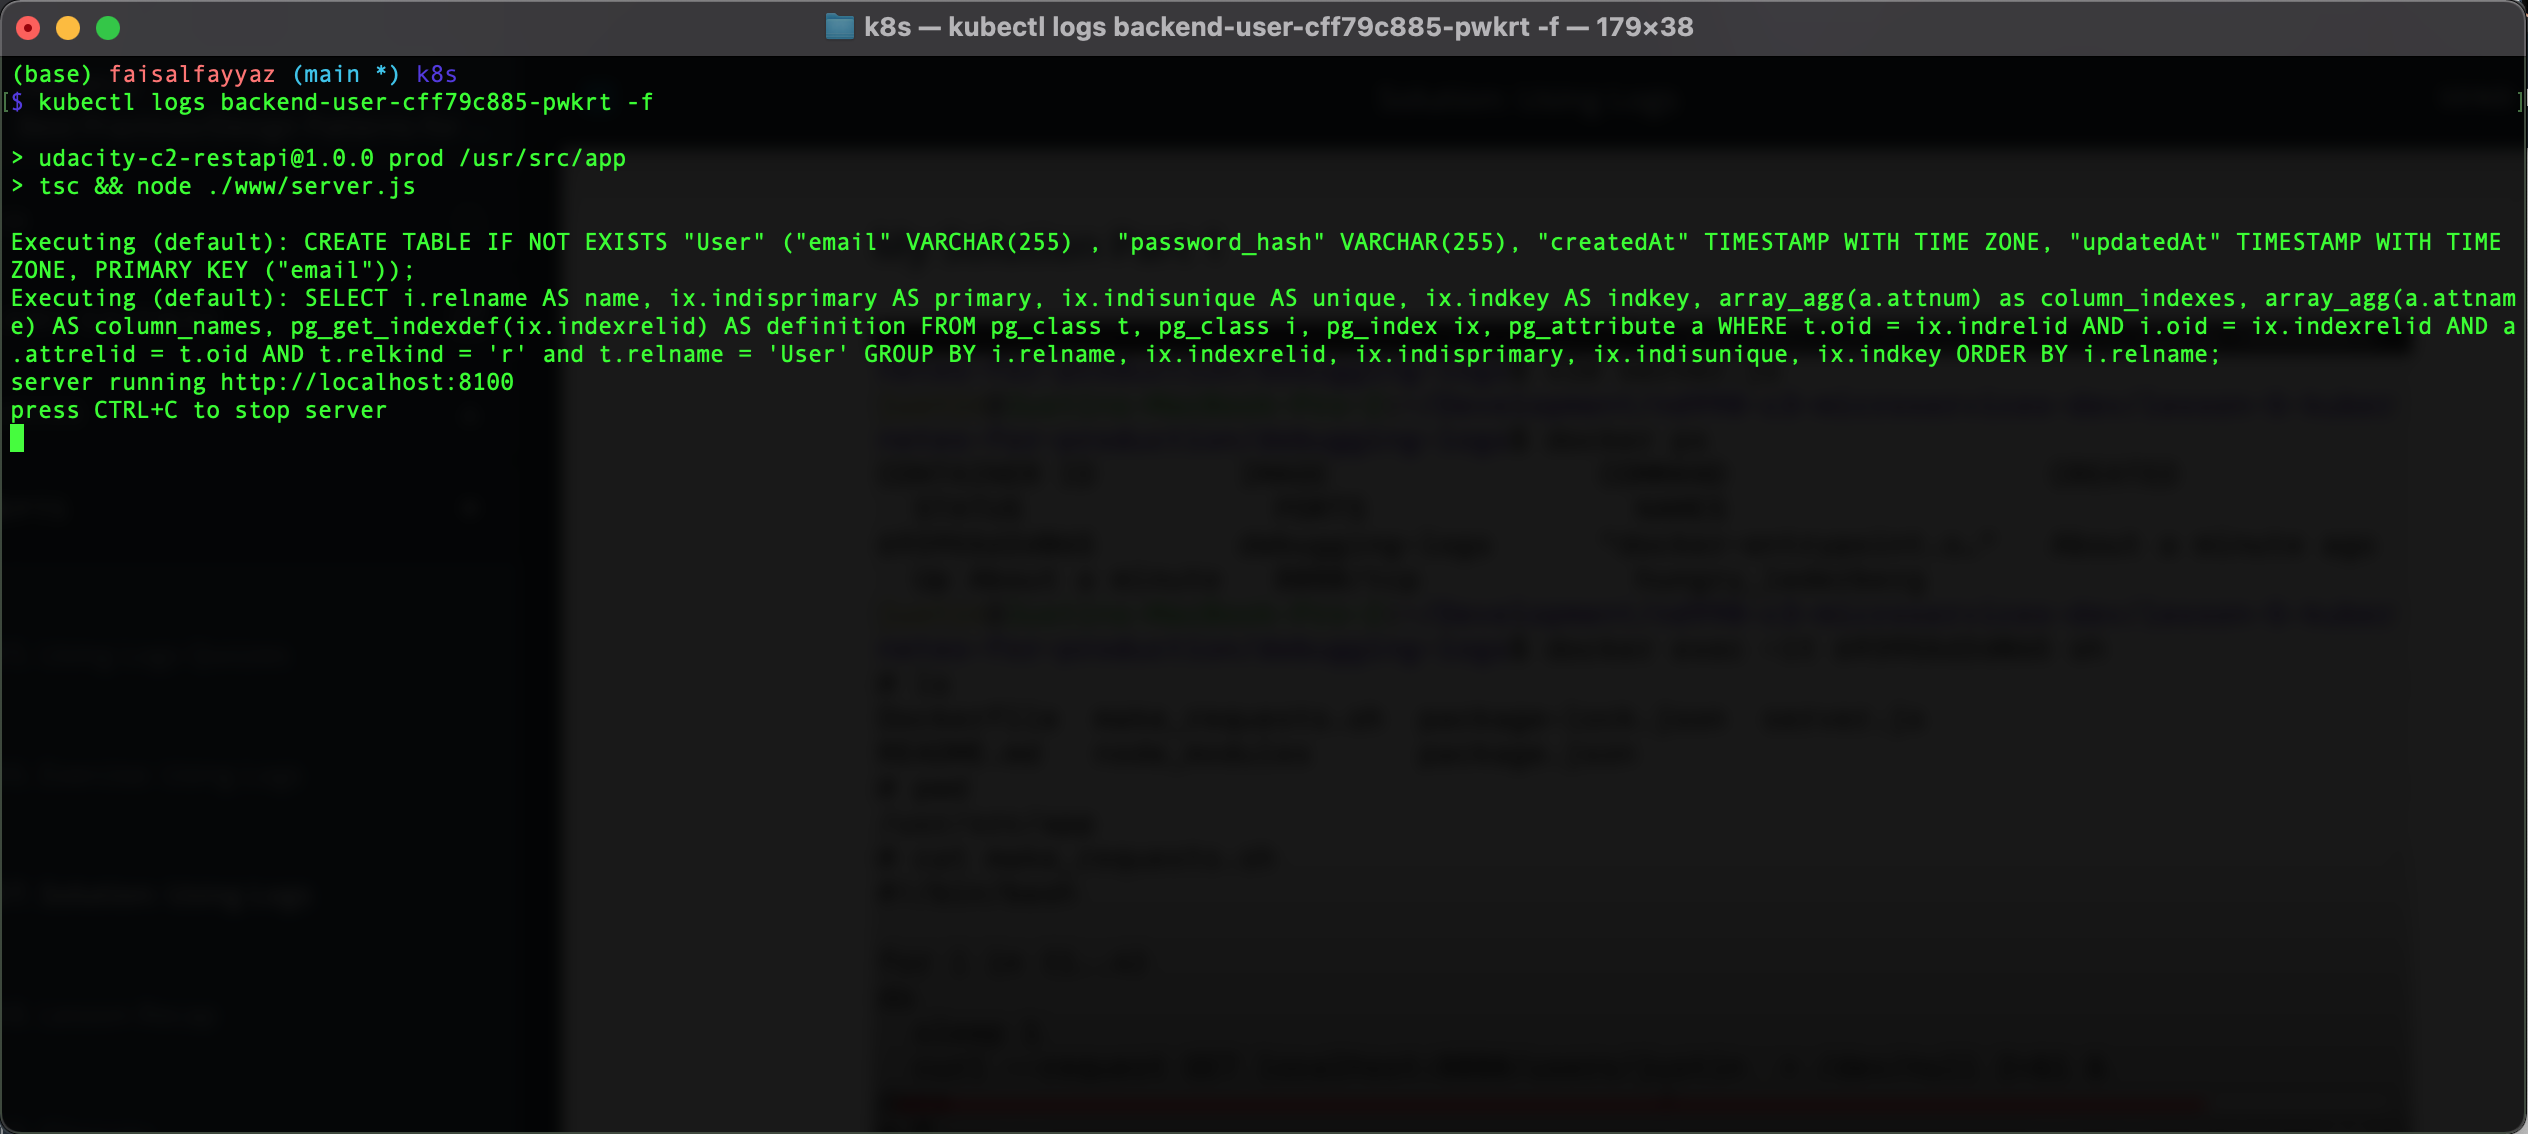 k8s — kubectl logs backend-user-cff79c885-pwkrt -f — 179×38
(base) faisalfayyaz (main *) k8s
[$ kubectl logs backend-user-cff79c885-pwkrt -f ]
> udacity-c2-restapi@1.0.0 prod /usr/src/app
> tsc && node ./www/server.js
Executing (default): CREATE TABLE IF NOT EXISTS "User" ("email" VARCHAR(255) , "password_hash" VARCHAR(255), "createdAt" TIMESTAMP WITH TIME ZONE, "updatedAt" TIMESTAMP WITH TIME
ZONE, PRIMARY KEY ("email"));
Executing (default): SELECT i.relname AS name, ix.indisprimary AS primary, ix.indisunique AS unique, ix.indkey AS indkey, array_agg(a.attnum) as column_indexes, array_agg(a.attnam
e) AS column_names, pg_get_indexdef(ix.indexrelid) AS definition FROM pg_class t, pg_class i, pg_index ix, pg_attribute a WHERE t.oid = ix.indrelid AND i.oid = ix.indexrelid AND a
.attrelid = t.oid AND t.relkind = 'r' and t.relname = 'User' GROUP BY i.relname, ix.indexrelid, ix.indisprimary, ix.indisunique, ix.indkey ORDER BY i.relname;
server running http://localhost:8100
press CTRL+C to stop server